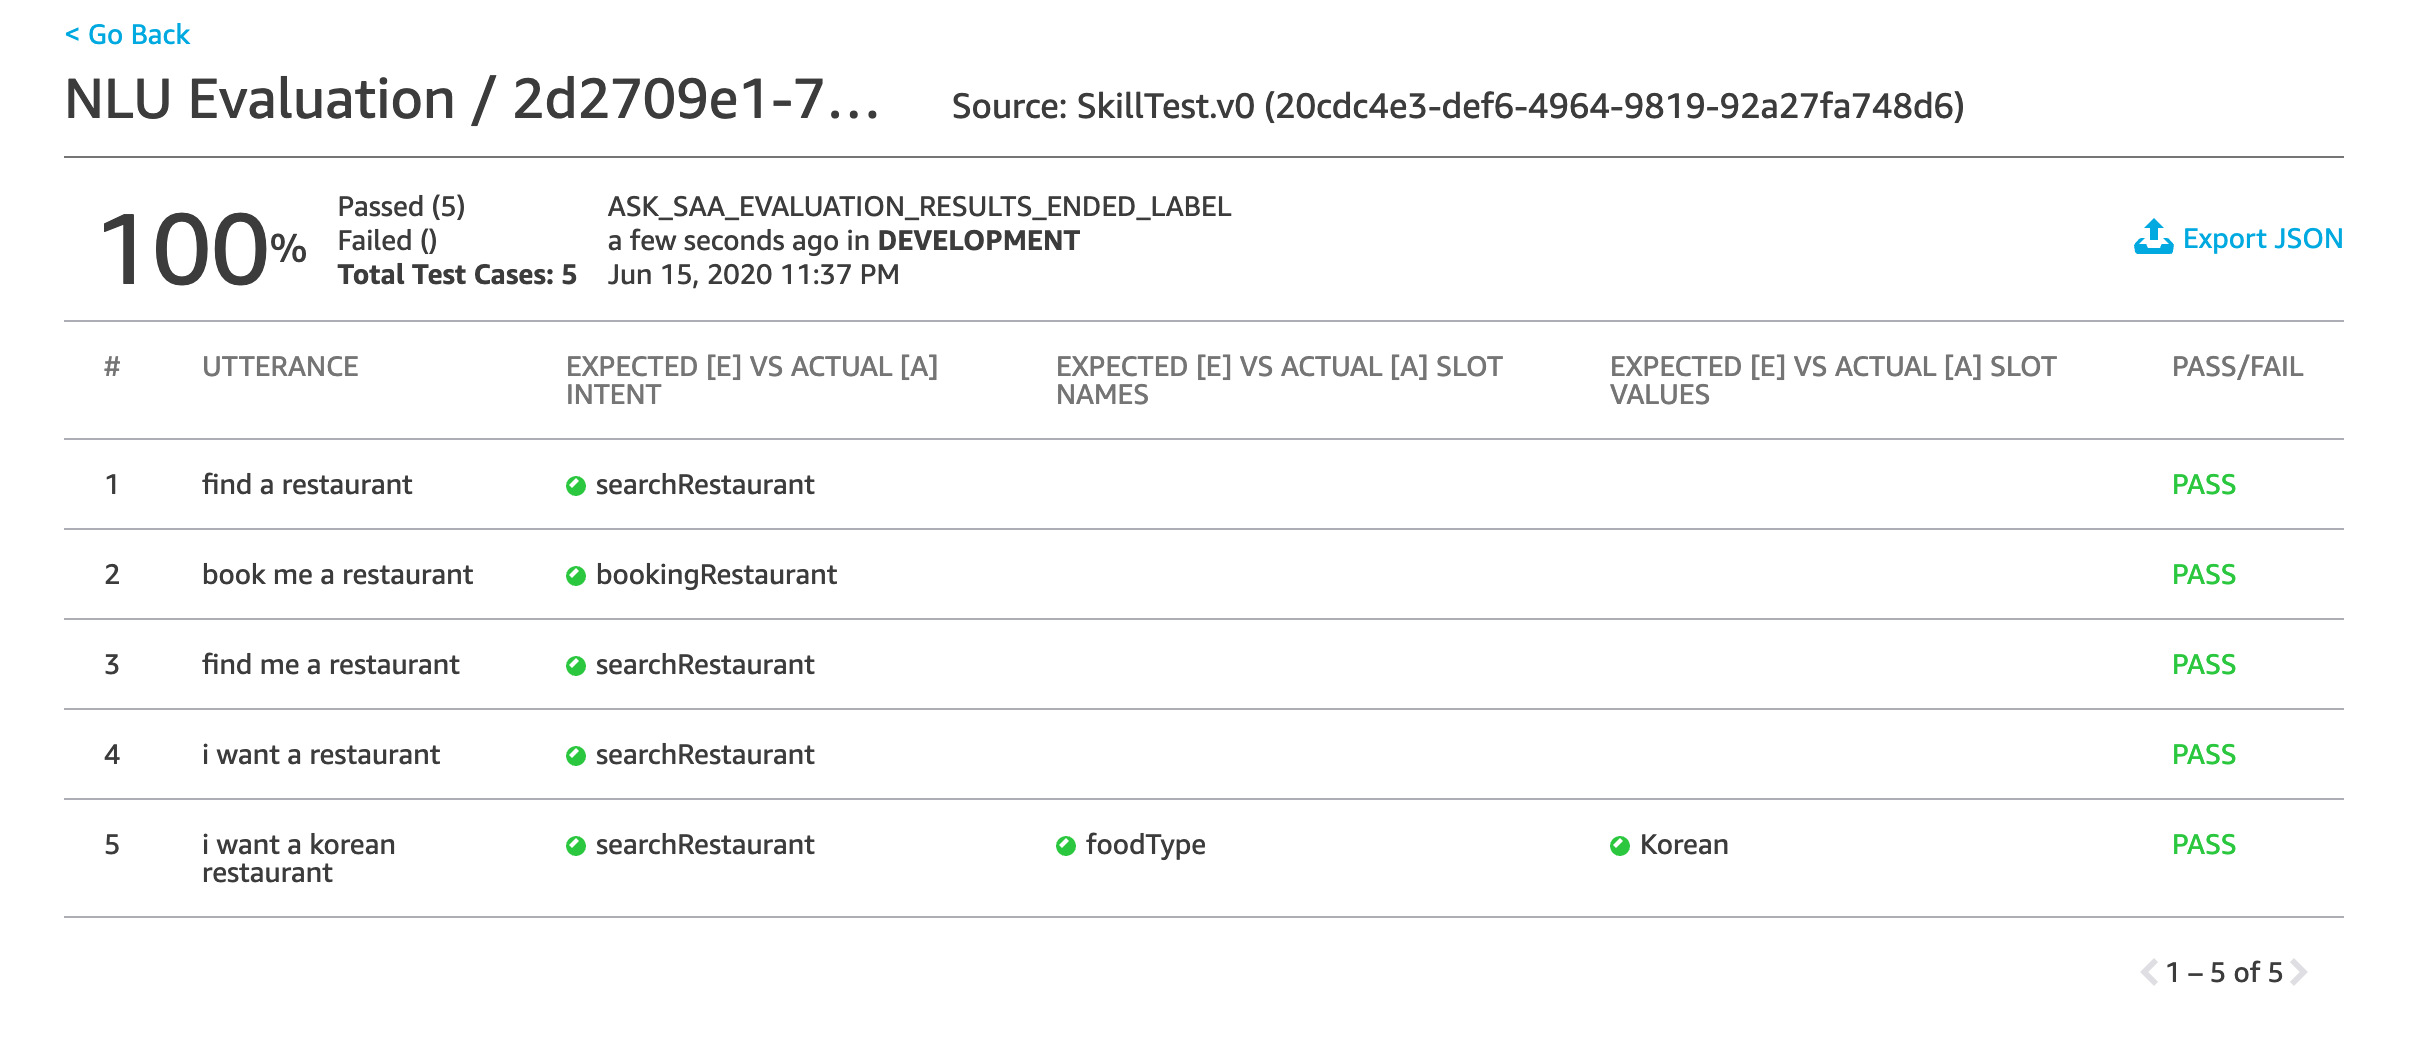 < Go Back
NLU Evaluation / 2d2709e1-7... Source: SkillTest.v0 (20cdc4e3-def6-4964-9819-92a27fa748d6)
100%
Passed (5)
Failed ()
Total Test Cases: 5
ASK_SAA_EVALUATION_RESULTS_ENDED_LABEL
a few seconds ago in DEVELOPMENT
Jun 15, 2020 11:37 PM
Export JSON
# UTTERANCE EXPECTED [E] VS ACTUAL [A] INTENT EXPECTED [E] VS ACTUAL [A] SLOT NAMES EXPECTED [E] VS ACTUAL [A] SLOT VALUES PASS/FAIL
1 find a restaurant searchRestaurant PASS
2 book me a restaurant bookingRestaurant PASS
3 find me a restaurant searchRestaurant PASS
4 i want a restaurant searchRestaurant PASS
5 i want a korean restaurant searchRestaurant foodType Korean PASS
1 – 5 of 5